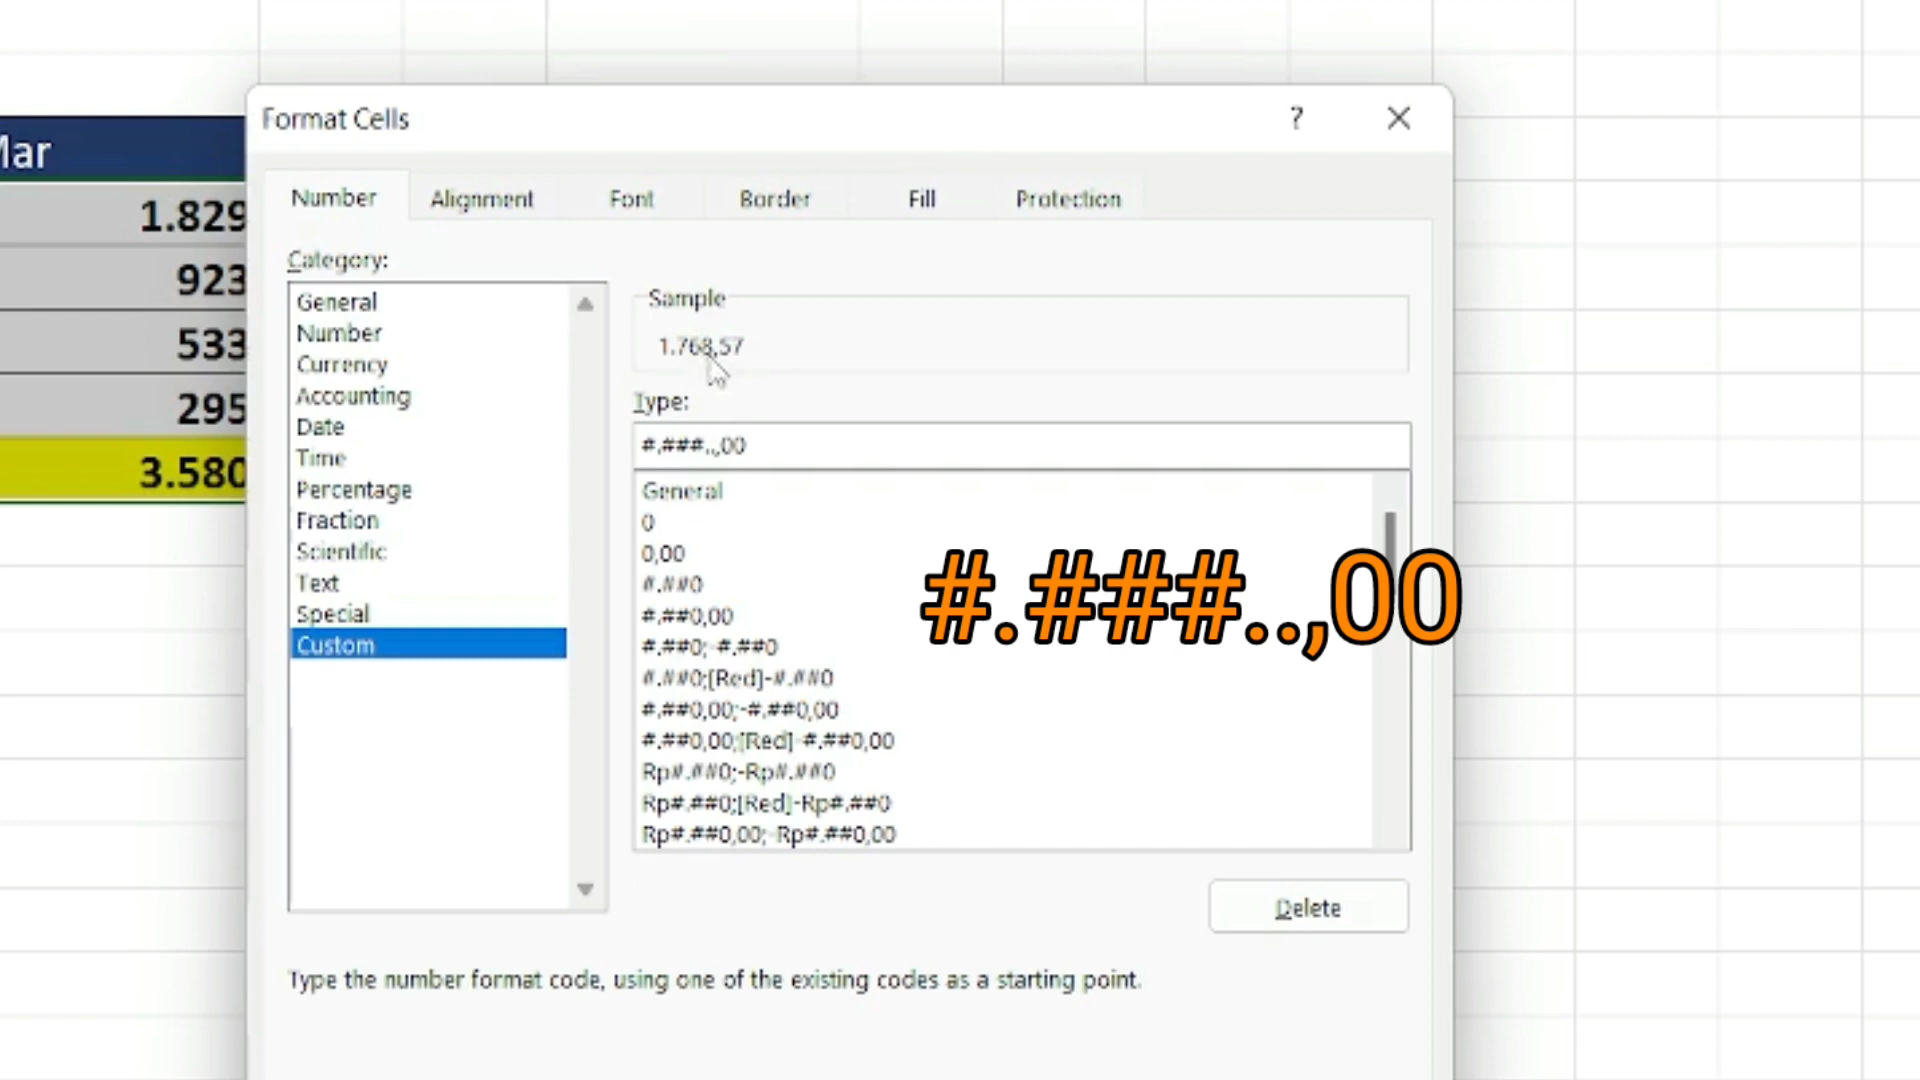 Format Cells ?
Mar
Number Alignment Font Border Fill Protection
1.829
923
533
295
3.580
Category:
General
Number
Currency
Accounting
Date
Time
Percentage
Fraction
Scientific
Text
Special
Custom
Sample
1.768,57
Type:
#.###..,00
General
0
0,00
#.##0
#.##0,00
#.##0;-#.##0
#.##0;[Red]-#.##0
#.##0,00;-#.##0,00
#.##0,00;[Red]-#.##0,00
Rp#.##0;-Rp#.##0
Rp#.##0;[Red]-Rp#.##0
Rp#.##0,00;-Rp#.##0,00
#.###..,00
Delete
Type the number format code, using one of the existing codes as a starting point.